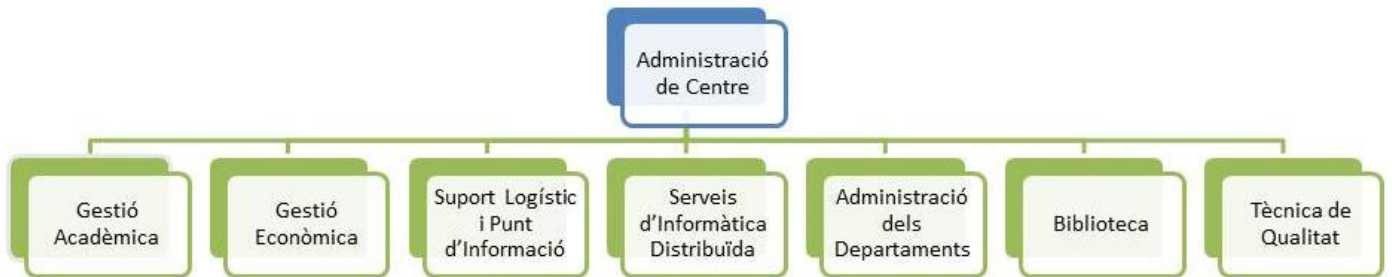 Administració
de Centre
Gestió
Acadèmica
Gestió
Econòmica
Suport Logístic
i Punt
d'Informació
Serveis
d'Informàtica
Distribuïda
Administració
dels
Departaments
Biblioteca
Tècnica de
Qualitat